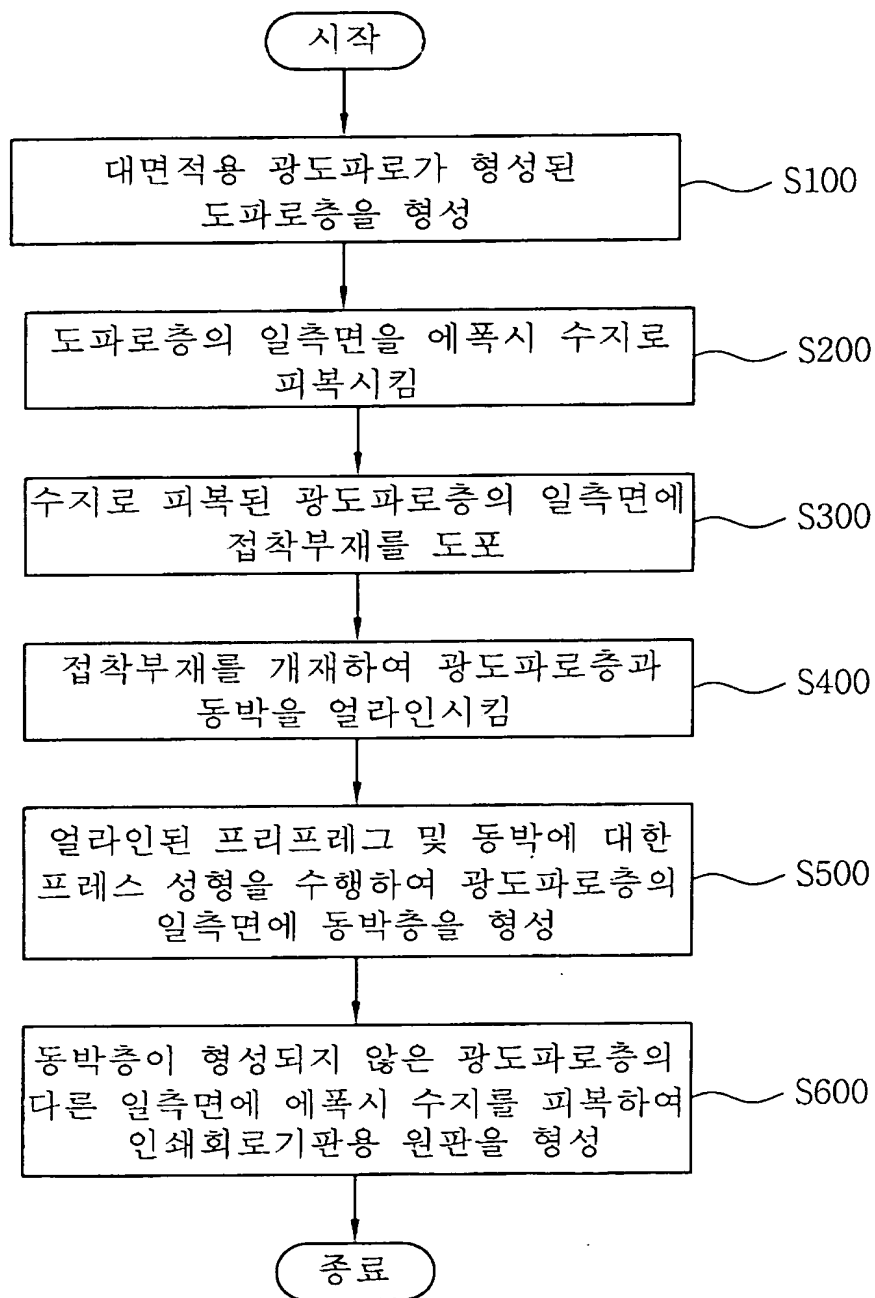 시작
대면적용 광도파로가 형성된
도파로층을 형성
S100
도파로층의 일측면을 에폭시 수지로
피복시킴
S200
수지로 피복된 광도파로층의 일측면에
접착부재를 도포
S300
접착부재를 개재하여 광도파로층과
동박을 얼라인시킴
S400
얼라인된 프리프레그 및 동박에 대한
프레스 성형을 수행하여 광도파로층의
일측면에 동박층을 형성
S500
동박층이 형성되지 않은 광도파로층의
다른 일측면에 에폭시 수지를 피복하여
인쇄회로기판용 원판을 형성
S600
종료